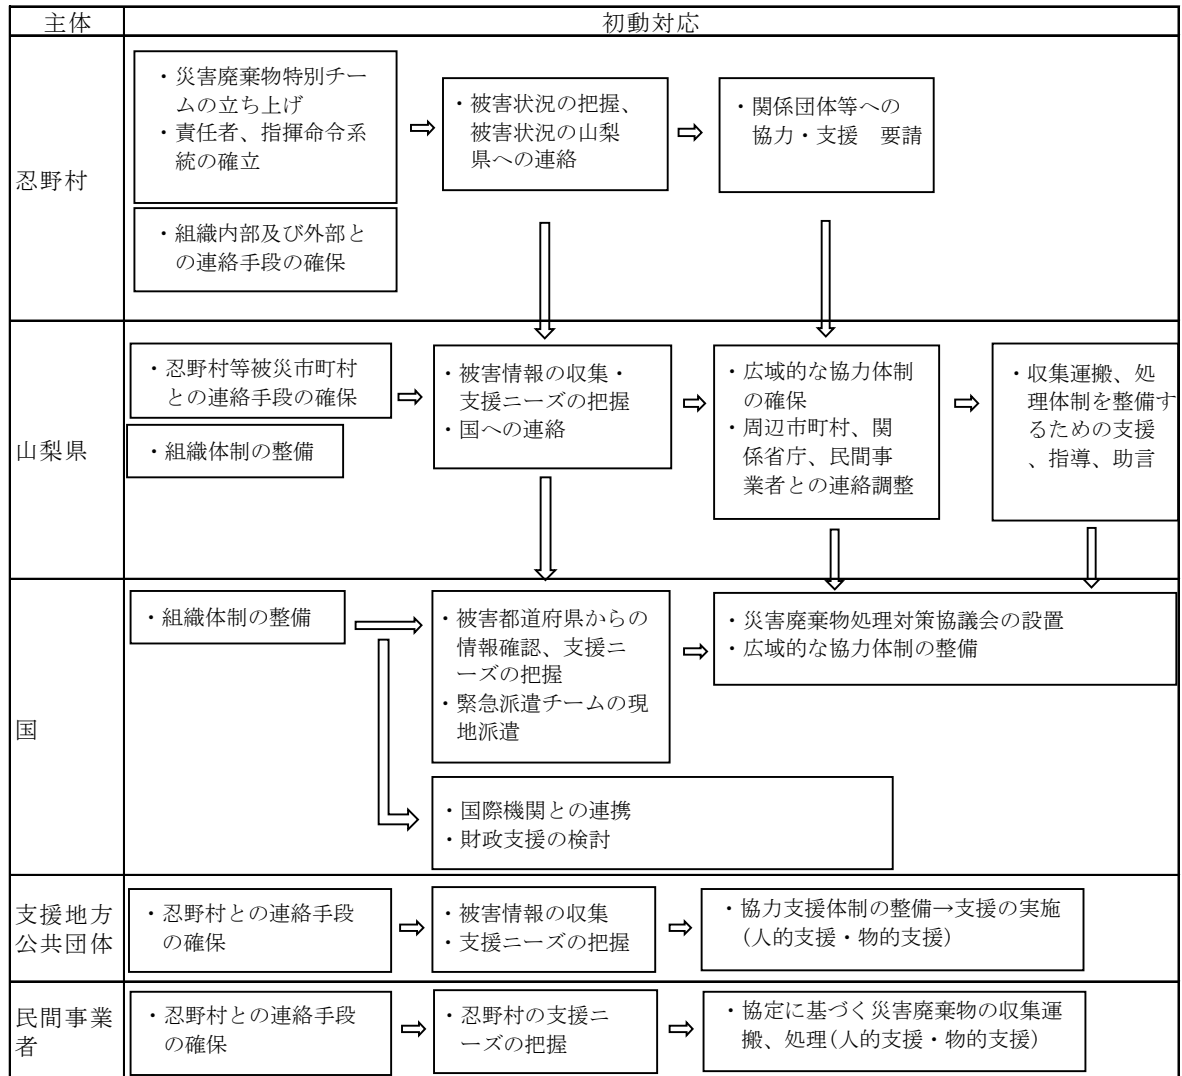 主体
初動対応
忍野村
・災害廃棄物特別チー
ムの立ち上げ
・責任者、指揮命令系
統の確立
・組織内部及び外部と
の連絡手段の確保
・被害状況の把握、
被害状況の山梨
県への連絡
・関係団体等への
協力・支援　要請
山梨県
・忍野村等被災市町村
との連絡手段の確保
・組織体制の整備
・被害情報の収集・
支援ニーズの把握
・国への連絡
・広域的な協力体制
の確保
・周辺市町村、関
係省庁、民間事
業者との連絡調整
・収集運搬、処
理体制を整備す
るための支援
、指導、助言
国
・組織体制の整備
・被害都道府県からの
情報確認、支援ニ
ーズの把握
・緊急派遣チームの現
地派遣
・災害廃棄物処理対策協議会の設置
・広域的な協力体制の整備
・国際機関との連携
・財政支援の検討
支援地方
公共団体
・忍野村との連絡手段
の確保
・被害情報の収集
・支援ニーズの把握
・協力支援体制の整備→支援の実施
(人的支援・物的支援)
民間事業
者
・忍野村との連絡手段
の確保
・忍野村の支援ニ
ーズの把握
・協定に基づく災害廃棄物の収集運
搬、処理(人的支援・物的支援)